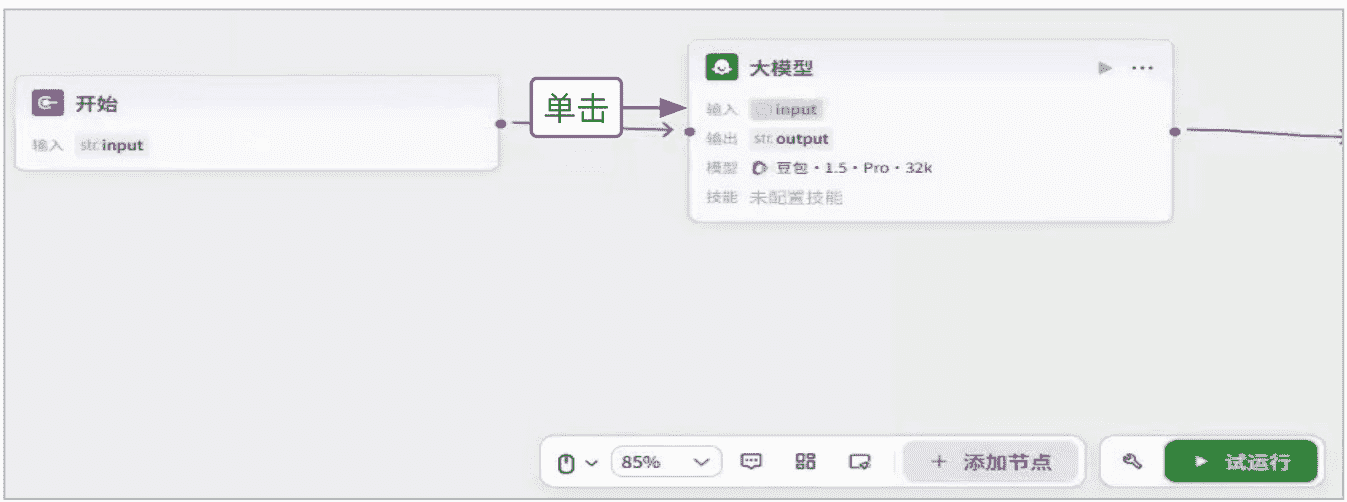 开始
输入 str. input
单击
大模型
输入 input
输出 str. output
模型 豆包·1.5·Pro·32k
技能 未配置技能
85%
+ 添加节点
试运行